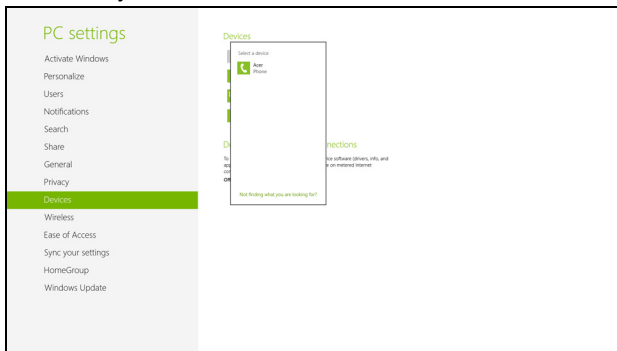 PC settings
Activate Windows
Personalize
Users
Notifications
Search
Share
General
Privacy
Devices
Wireless
Ease of Access
Sync your settings
HomeGroup
Windows Update
Devices
Select a device
Acer
Phone
nections
ice software (drivers, info, and
e on metered internet
Not finding what you are looking for?